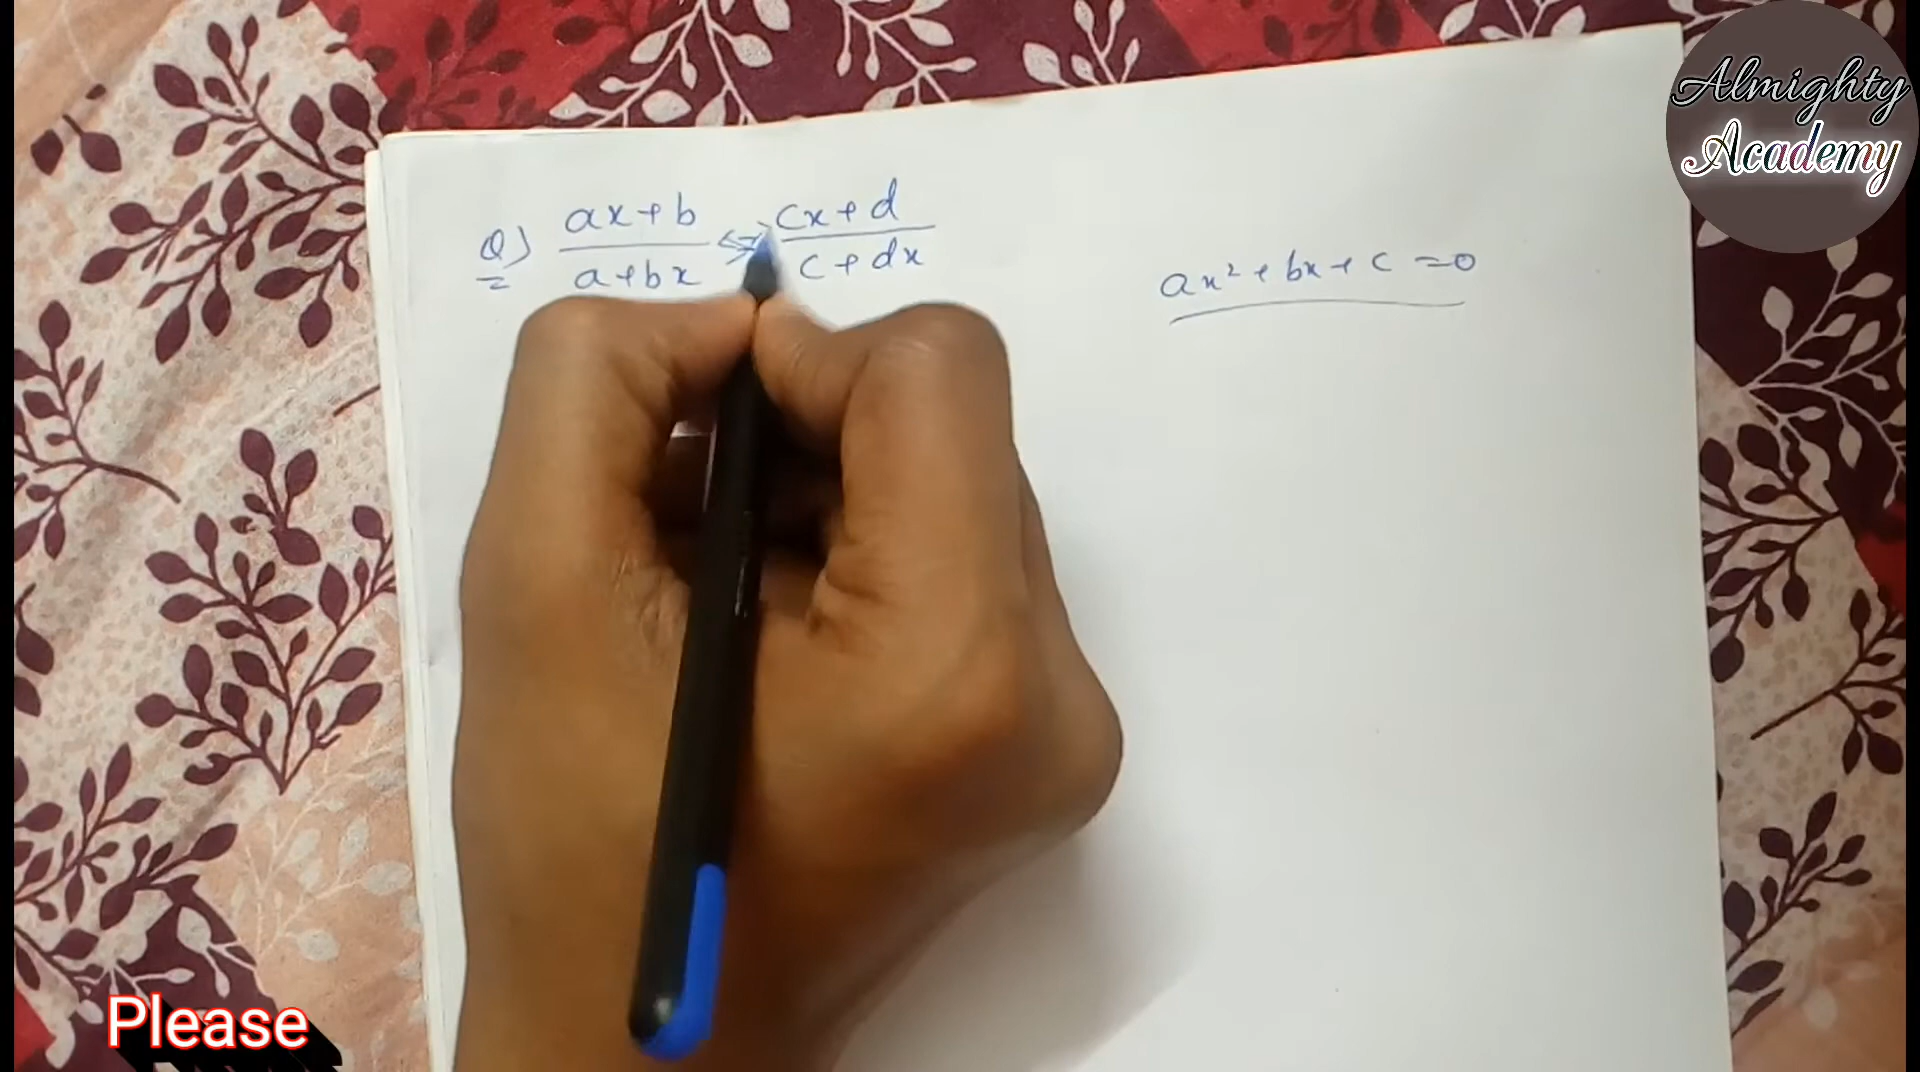 Almighty
Academy
Q) ax+b/a+bx = cx+d/c+dx
ax²+bx+c=0
Please